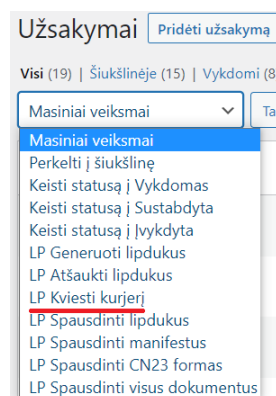 Užsakymai Pridėti užsakymą
Visi (19) | Šiukšlinėje (15) | Vykdomi (8
Masiniai veiksmai Ta
Masiniai veiksmai
Perkelti į šiukšlinę
Keisti statusą į Vykdomas
Keisti statusą į Sustabdyta
Keisti statusą į Įvykdyta
LP Generuoti lipdukus
LP Atšaukti lipdukus
LP Kviesti kurjerį
LP Spausdinti lipdukus
LP Spausdinti manifestus
LP Spausdinti CN23 formas
LP Spausdinti visus dokumentus